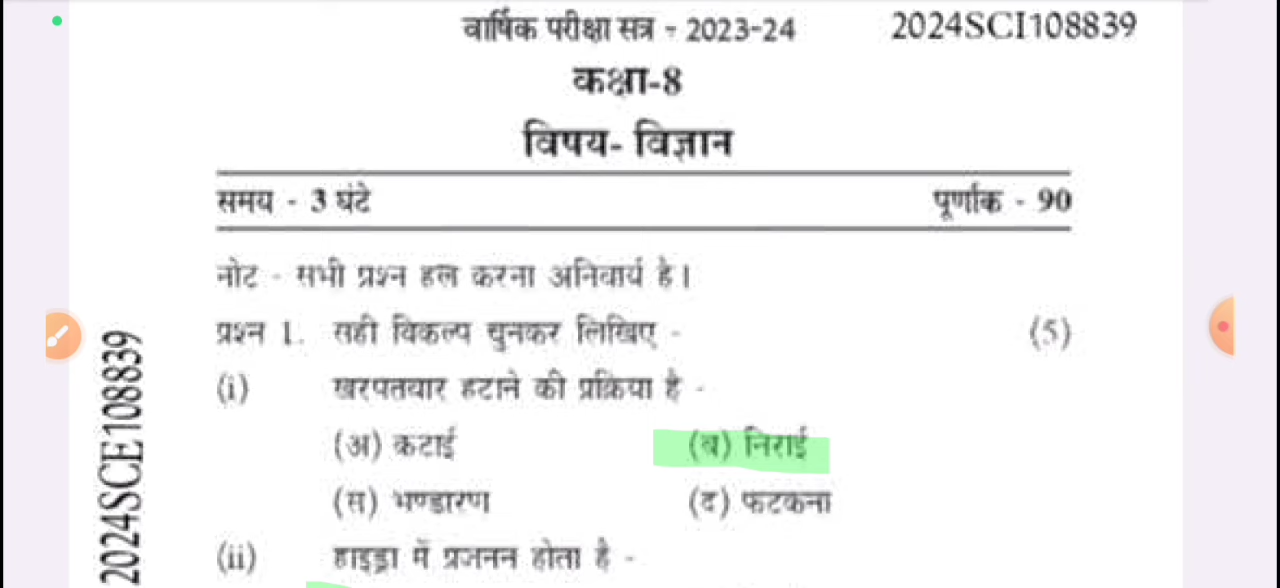 वार्षिक परीक्षा सत्र - 2023-24
2024SCI108839
कक्षा-8
विषय- विज्ञान
समय - 3 घंटे
पूर्णांक - 90
नोट - सभी प्रश्न हल करना अनिवार्य है।
प्रश्न 1. सही विकल्प चुनकर लिखिए -
(5)
(i) खरपतवार हटाने की प्रक्रिया है -
(अ) कटाई
(ब) निराई
(स) भण्डारण
(द) फटकना
(ii) हाइड्रा में प्रजनन होता है -
2024SCE108839